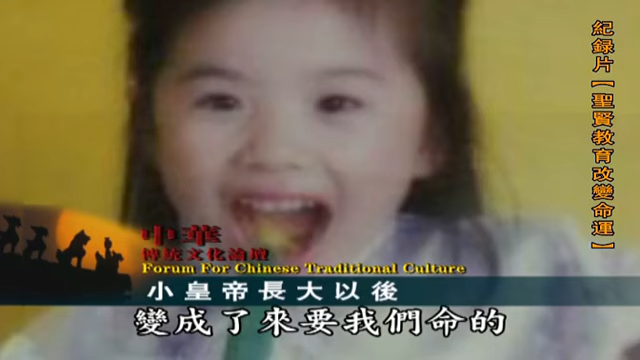 紀錄片【聖賢教育改變命運】
中華
傳統文化論壇
Forum For Chinese Traditional Culture
小皇帝長大以後
變成了來要我們命的